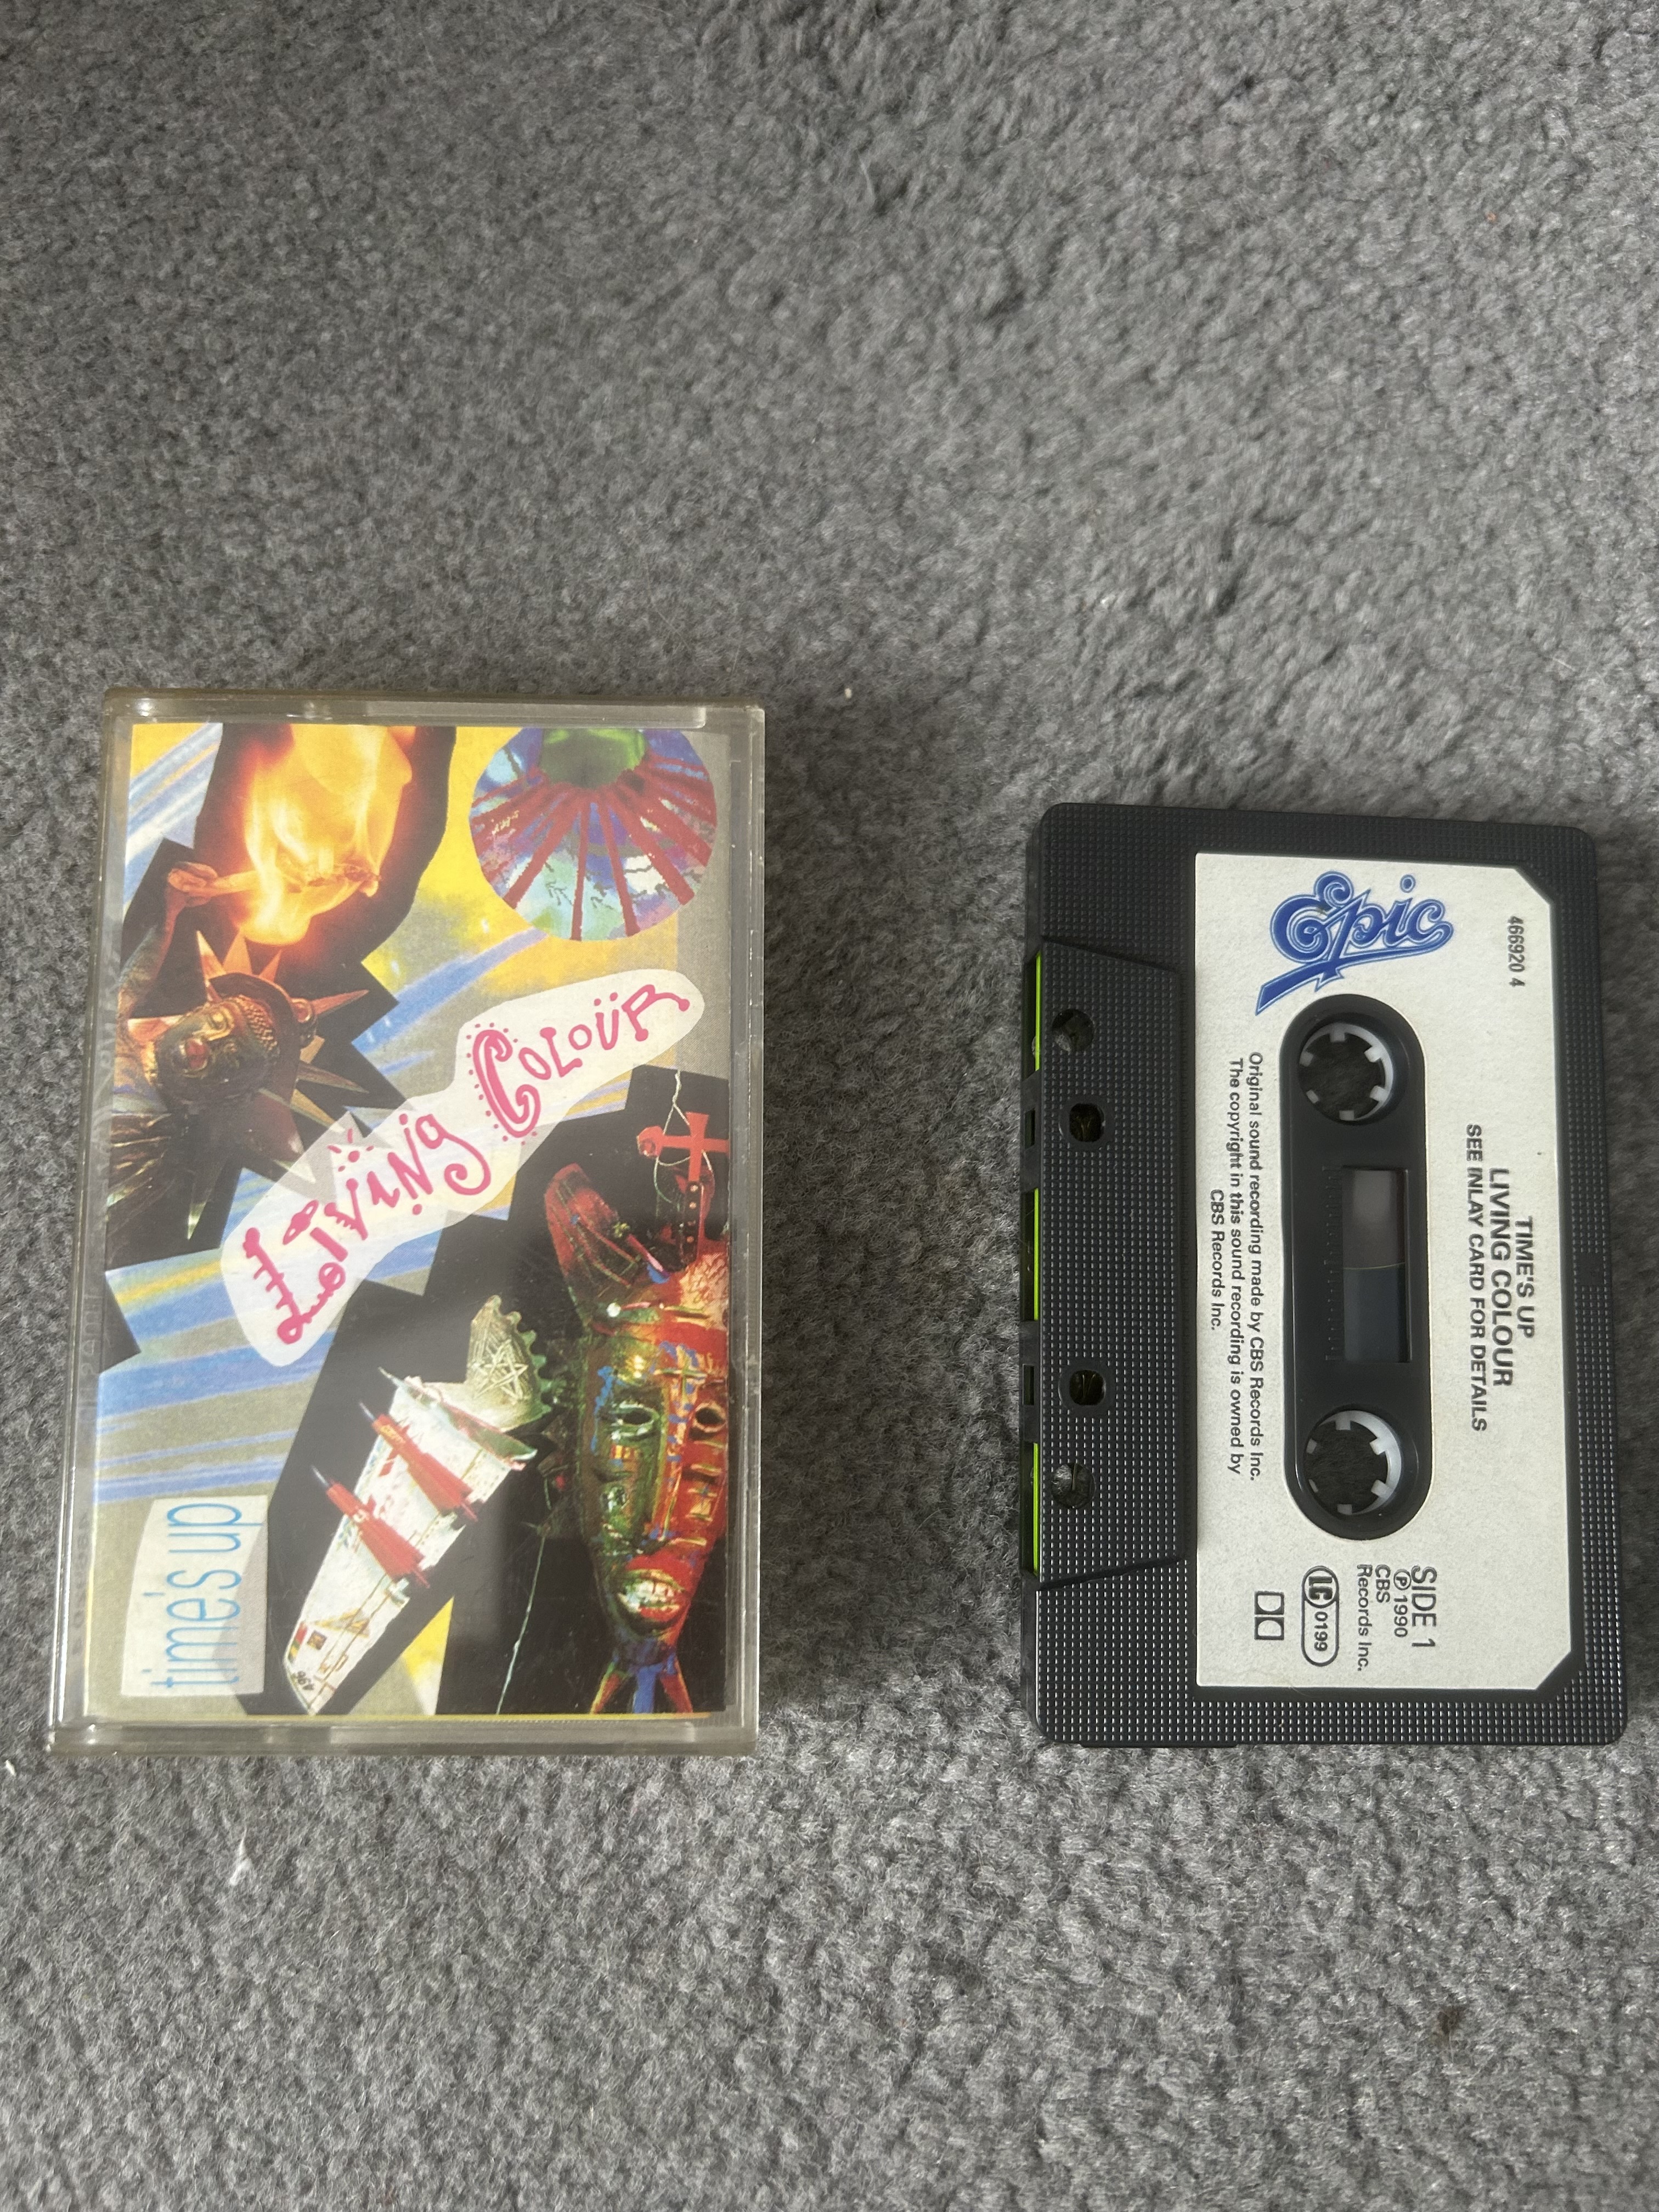 LIVING COLOUR
time's up
Epic
466920 4
TIME'S UP
LIVING COLOUR
SEE INLAY CARD FOR DETAILS
SIDE 1
Ⓟ 1990
CBS
Records Inc.
LC 0199
Original sound recording made by CBS Records Inc.
The copyright in this sound recording is owned by
CBS Records Inc.